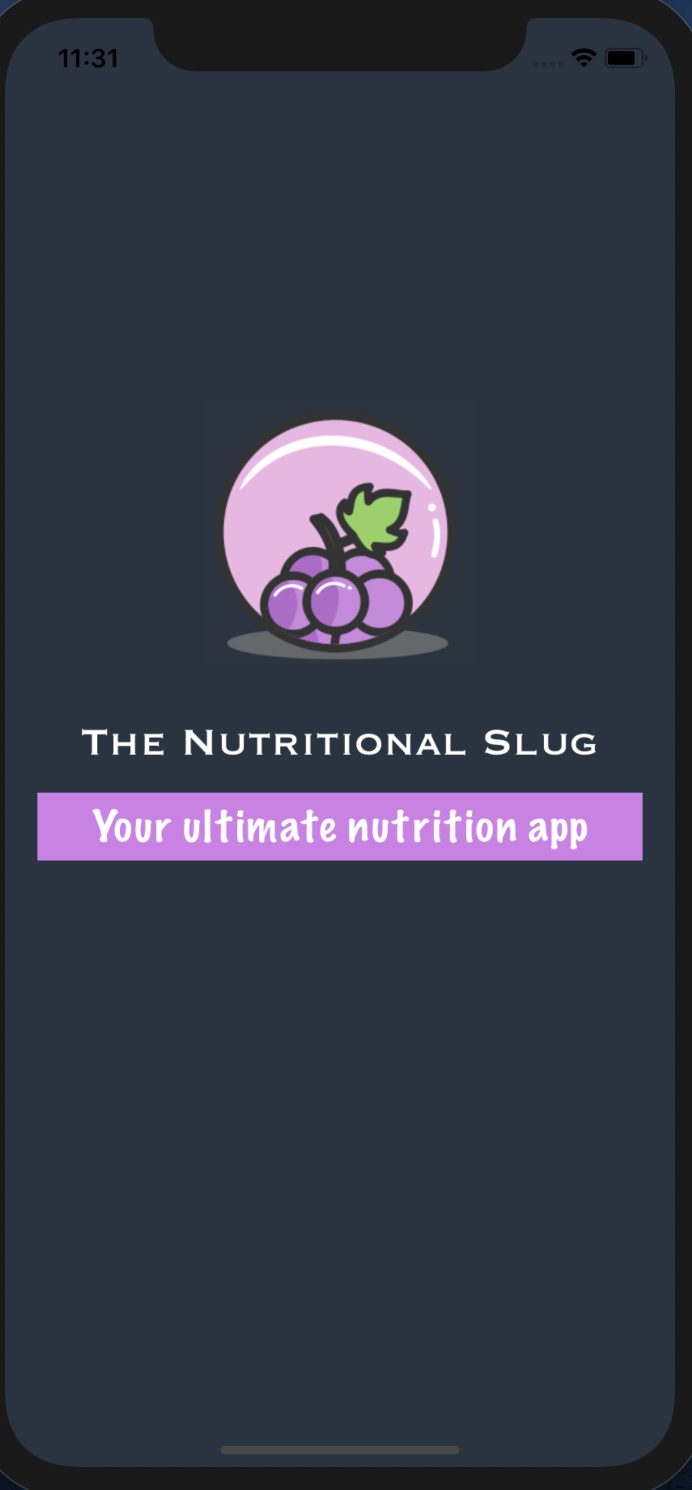 11:31
The Nutritional Slug
Your ultimate nutrition app